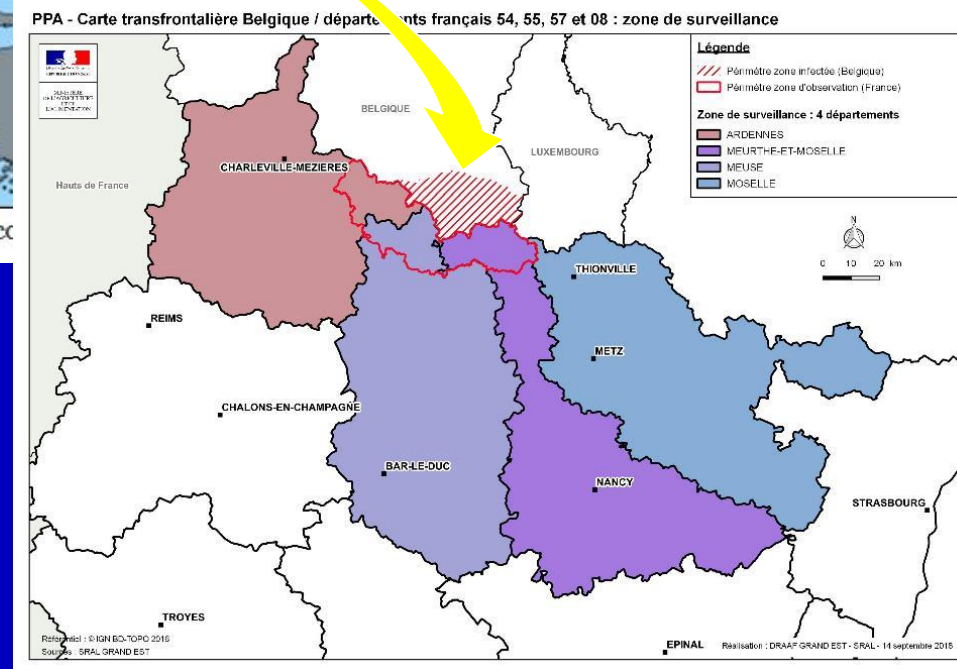 PPA - Carte transfrontalière Belgique / départements français 54, 55, 57 et 08 : zone de surveillance
Légende
Périmètre zone infectée (Belgique)
Périmètre zone d'observation (France)
Zone de surveillance : 4 départements
ARDENNES
MEURTHE-ET-MOSELLE
MEUSE
MOSELLE
BELGIQUE
LUXEMBOURG
CHARLEVILLE-MEZIERES
Hauts de France
N
0 10 20 km
THIONVILLE
REIMS
METZ
CHALONS-EN-CHAMPAGNE
BAR-LE-DUC
NANCY
STRASBOURG
TROYES
EPINAL
Référentiel : © IGN BD-TOPO 2016
Sources : SRAL GRAND EST
Réalisation : DRAAF GRAND EST - SRAL - 14 septembre 2018